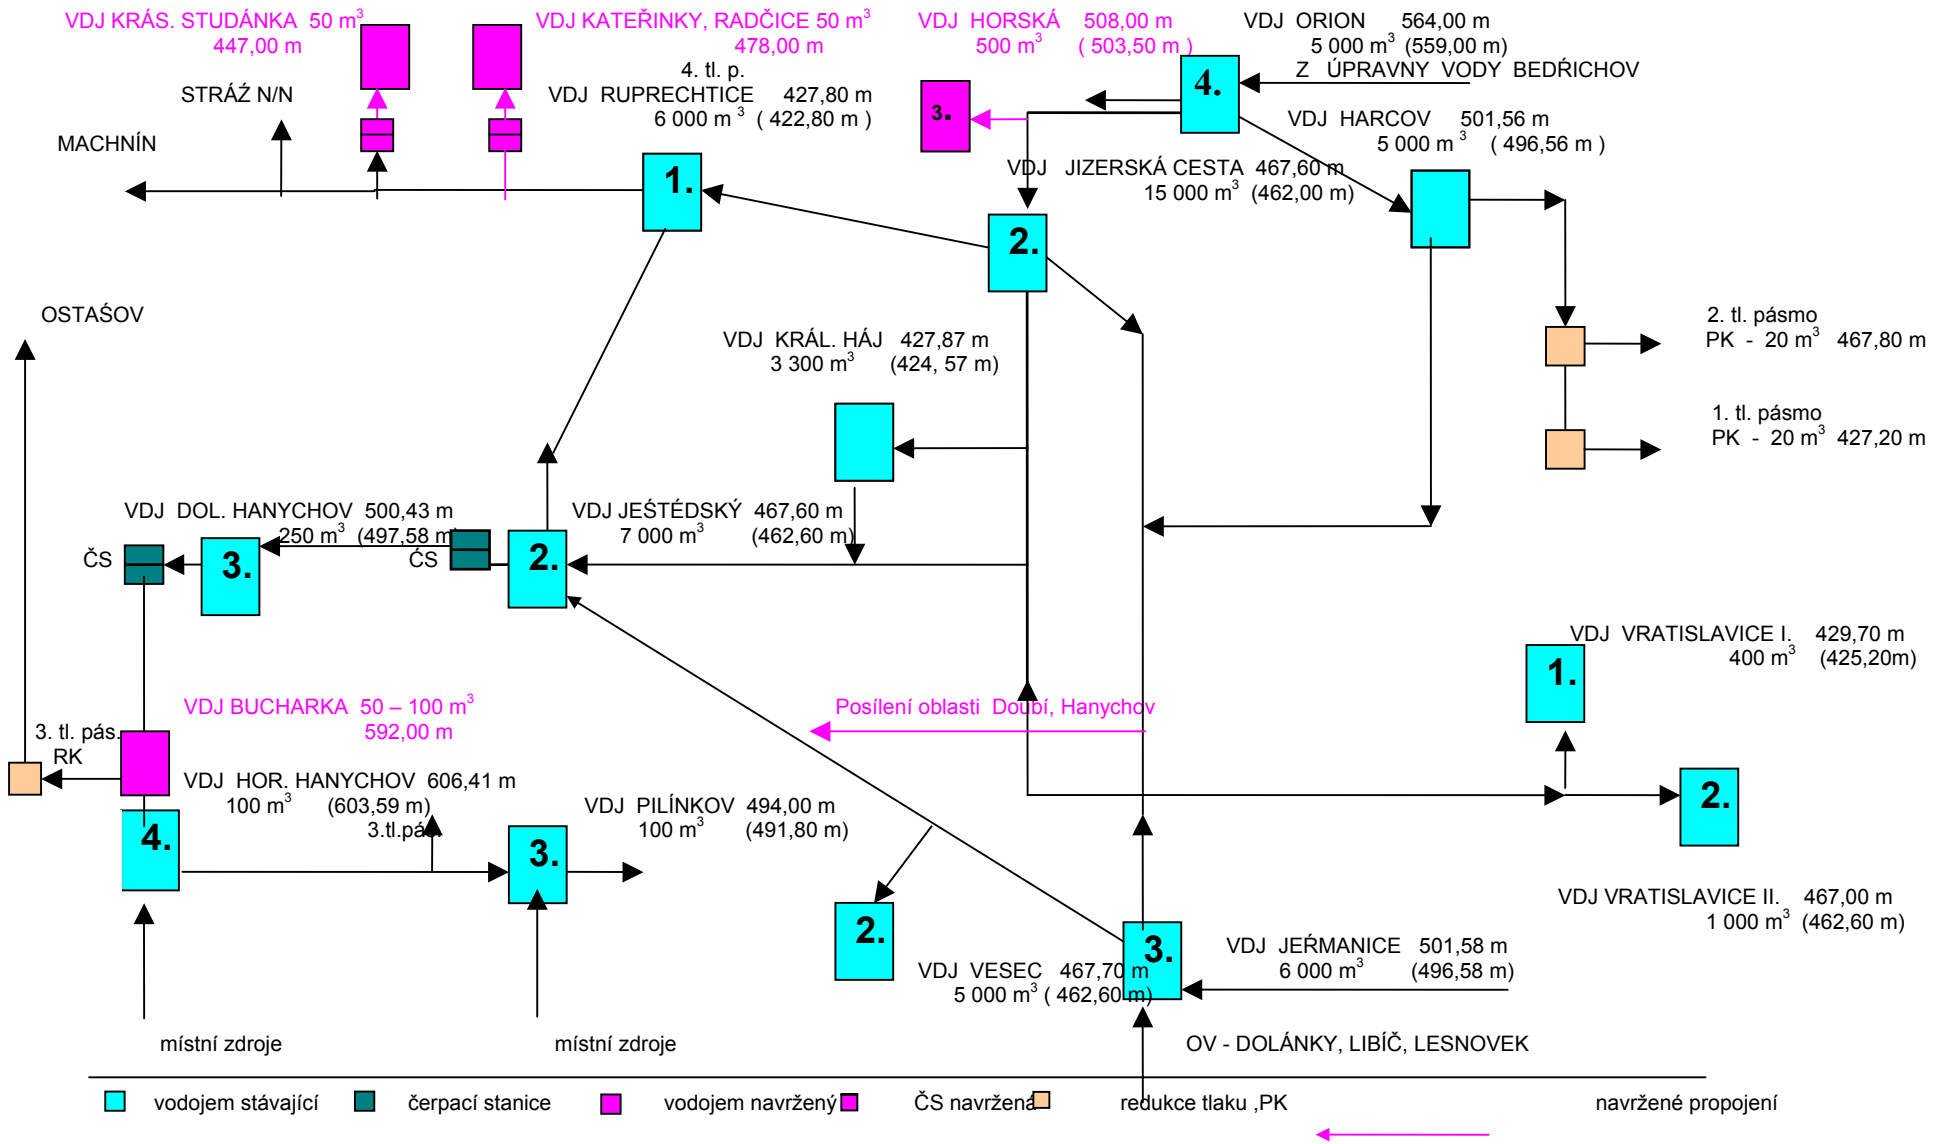 VDJ KRÁS. STUDÁNKA 50 m³
447,00 m
VDJ KATEŘINKY, RADČICE 50 m³
478,00 m
VDJ HORSKÁ 508,00 m
500 m³ ( 503,50 m )
VDJ ORION 564,00 m
5 000 m³ (559,00 m)
Z ÚPRAVNY VODY BEDŔICHOV
4. tl. p.
VDJ RUPRECHTICE 427,80 m
6 000 m³ ( 422,80 m )
STRÁŽ N/N
MACHNÍN
3.
4.
VDJ HARCOV 501,56 m
5 000 m³ ( 496,56 m )
VDJ JIZERSKÁ CESTA 467,60 m
15 000 m³ (462,00 m)
1.
2.
OSTAŠOV
VDJ KRÁL. HÁJ 427,87 m
3 300 m³ (424, 57 m)
2. tl. pásmo
PK - 20 m³ 467,80 m
1. tl. pásmo
PK - 20 m³ 427,20 m
VDJ DOL. HANYCHOV 500,43 m
250 m³ (497,58 m)
VDJ JEŠTÉDSKÝ 467,60 m
7 000 m³ (462,60 m)
ČS
3.
ĆS
2.
VDJ VRATISLAVICE I. 429,70 m
400 m³ (425,20m)
1.
VDJ BUCHARKA 50 – 100 m³
592,00 m
Posílení oblasti Doubí, Hanychov
3. tl. pás.
RK
VDJ HOR. HANYCHOV 606,41 m
100 m³ (603,59 m)
3.tl.pás.
VDJ PILÍNKOV 494,00 m
100 m³ (491,80 m)
2.
4.
3.
VDJ VRATISLAVICE II. 467,00 m
1 000 m³ (462,60 m)
2.
3.
VDJ JEŔMANICE 501,58 m
6 000 m³ (496,58 m)
VDJ VESEC 467,70 m
5 000 m³ ( 462,60 m)
místní zdroje
místní zdroje
OV - DOLÁNKY, LIBÍČ, LESNOVEK
vodojem stávající
čerpací stanice
vodojem navržený
ČS navržená
redukce tlaku ,PK
navržené propojení